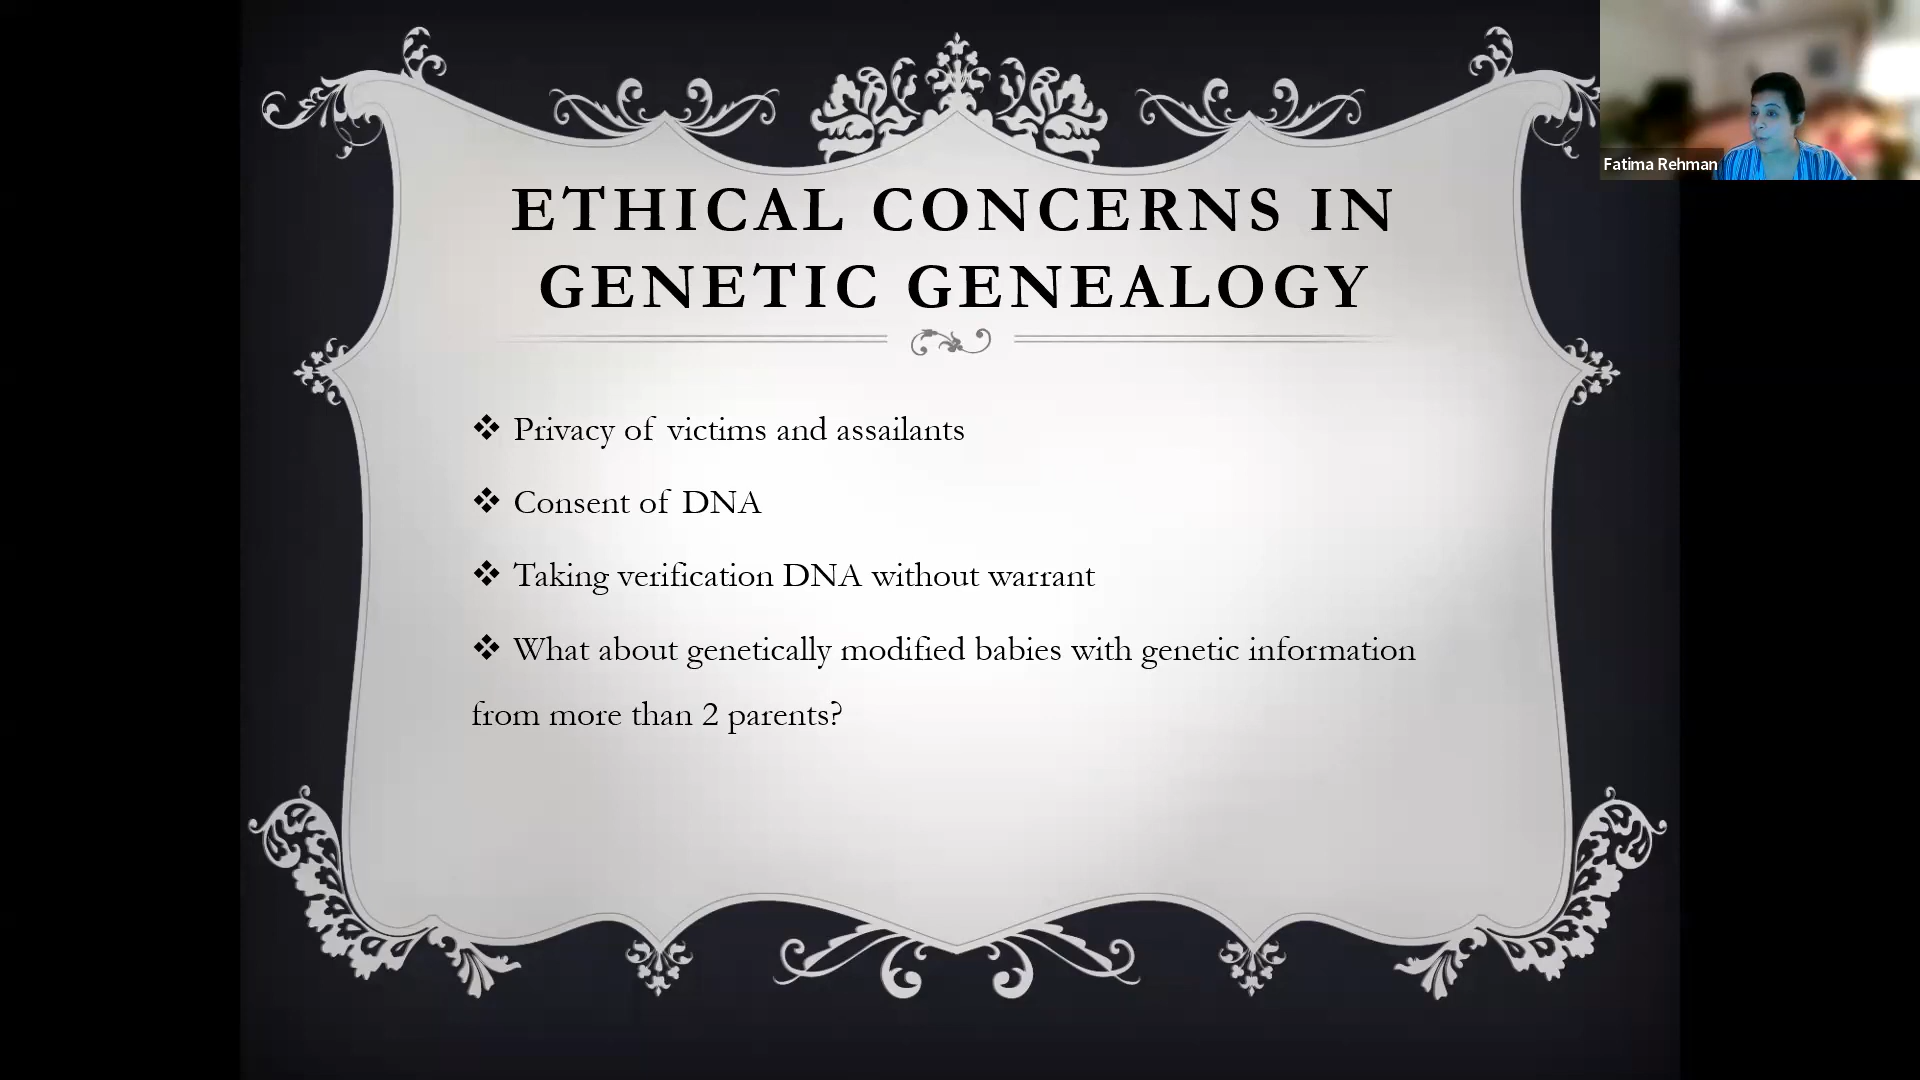 ETHICAL CONCERNS IN
GENETIC GENEALOGY
❖ Privacy of victims and assailants
❖ Consent of DNA
❖ Taking verification DNA without warrant
❖ What about genetically modified babies with genetic information
from more than 2 parents?
Fatima Rehman